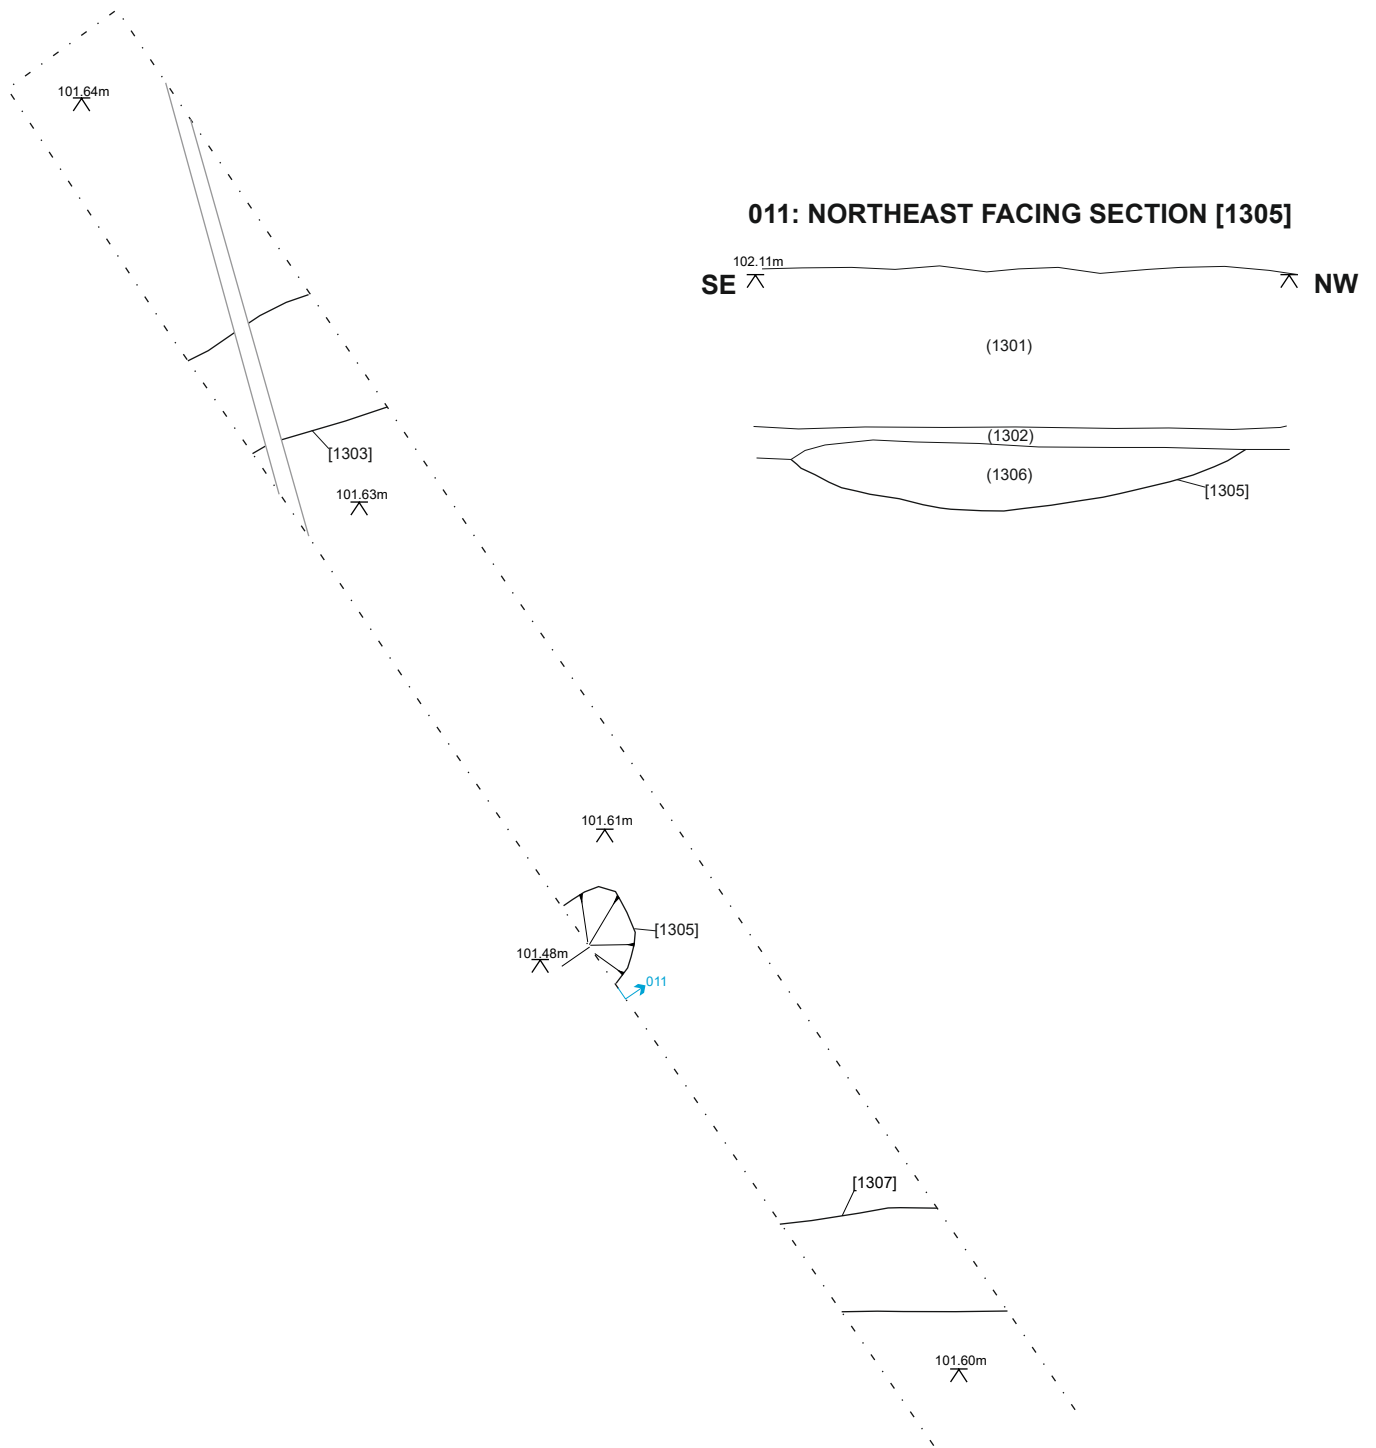 101.64m
011: NORTHEAST FACING SECTION [1305]
102.11m
SE
NW
(1301)
(1302)
(1306)
[1305]
[1303]
101.63m
101.61m
[1305]
101.48m
011
[1307]
101.60m